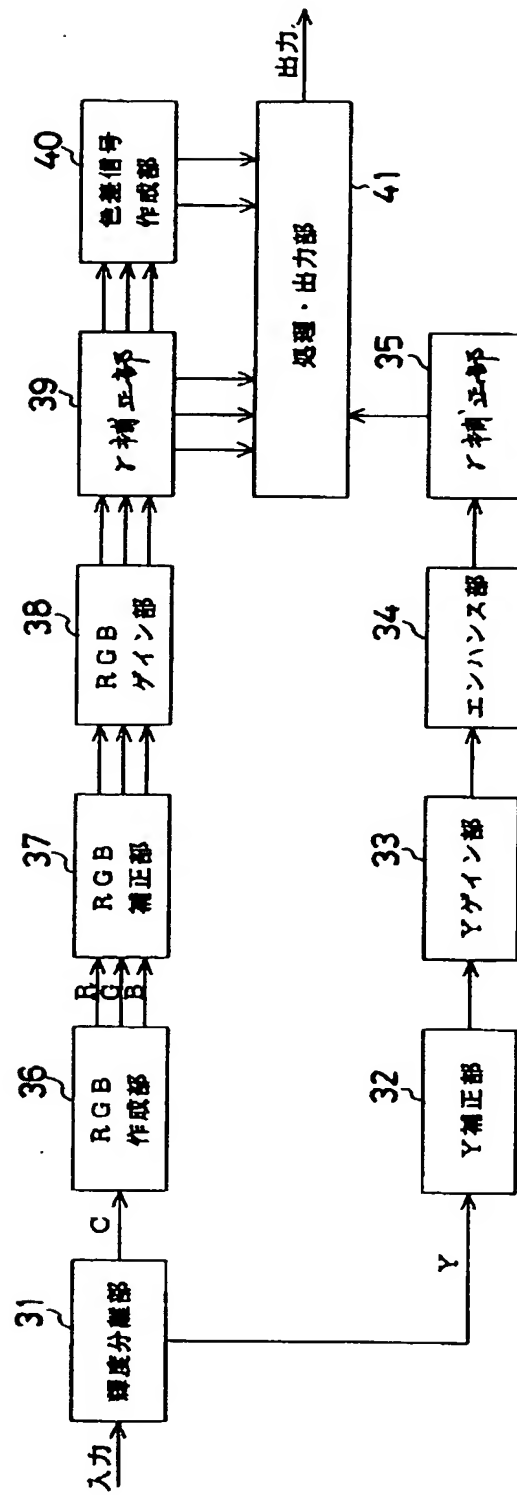 入力
31
輝度分離部
C
Y
36
RGB
作成部
R
G
B
37
RGB
補正部
38
RGB
ゲイン部
39
γ補正部
40
色差信号
作成部
処理・出力部
41
出力
32
Y補正部
33
Yゲイン部
34
エンハンス部
35
γ補正部